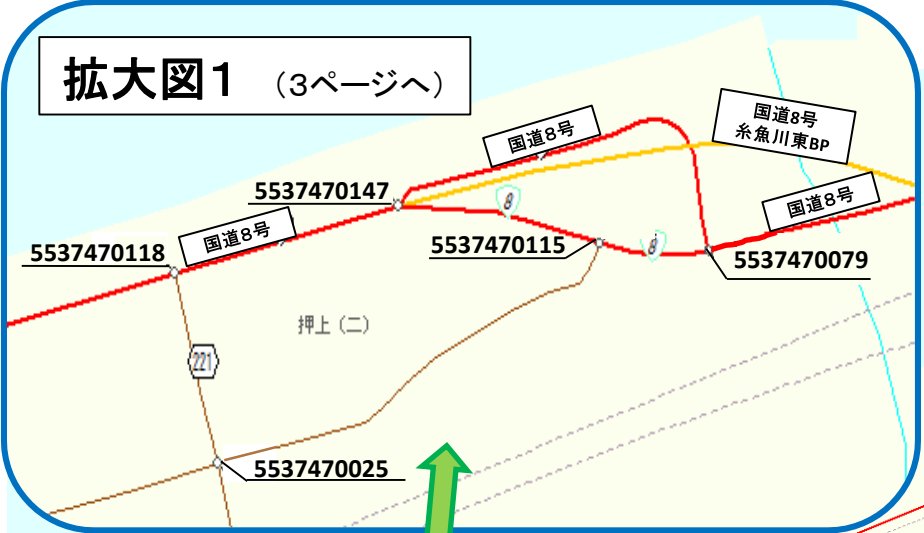 拡大図1 (3ページへ)
国道8号
糸魚川東BP
国道8号
5537470147
国道8号
8
国道8号
5537470118
5537470115
8
5537470079
押上(二)
221
5537470025